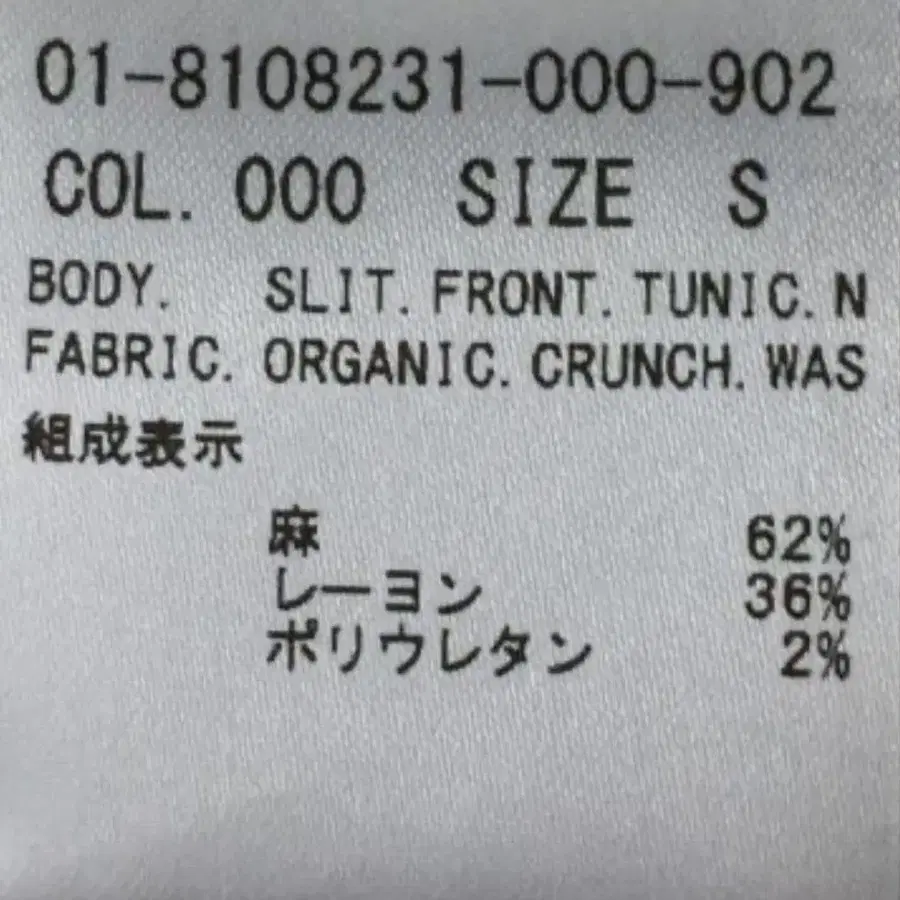 01-8108231-000-902
COL. 000 SIZE S
BODY. SLIT. FRONT. TUNIC. N
FABRIC. ORGANIC. CRUNCH. WAS
組成表示
麻 62%
レーヨン 36%
ポリウレタン 2%